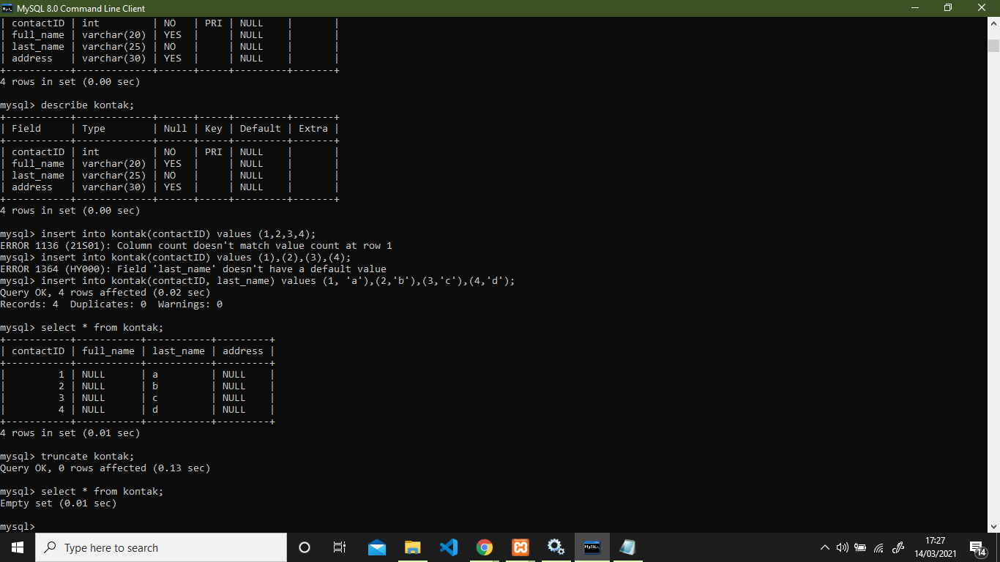 MySQL 8.0 Command Line Client
| contactID | int         | NO   | PRI | NULL    |       |
| full_name | varchar(20) | YES  |     | NULL    |       |
| last_name | varchar(25) | NO   |     | NULL    |       |
| address   | varchar(30) | YES  |     | NULL    |       |
+-----------+-------------+------+-----+---------+-------+
4 rows in set (0.00 sec)
mysql> describe kontak;
+-----------+-------------+------+-----+---------+-------+
| Field     | Type        | Null | Key | Default | Extra |
+-----------+-------------+------+-----+---------+-------+
| contactID | int         | NO   | PRI | NULL    |       |
| full_name | varchar(20) | YES  |     | NULL    |       |
| last_name | varchar(25) | NO   |     | NULL    |       |
| address   | varchar(30) | YES  |     | NULL    |       |
+-----------+-------------+------+-----+---------+-------+
4 rows in set (0.00 sec)
mysql> insert into kontak(contactID) values (1,2,3,4);
ERROR 1136 (21S01): Column count doesn't match value count at row 1
mysql> insert into kontak(contactID) values (1),(2),(3),(4);
ERROR 1364 (HY000): Field 'last_name' doesn't have a default value
mysql> insert into kontak(contactID, last_name) values (1, 'a'),(2,'b'),(3,'c'),(4,'d');
Query OK, 4 rows affected (0.02 sec)
Records: 4  Duplicates: 0  Warnings: 0
mysql> select * from kontak;
+-----------+-----------+-----------+---------+
| contactID | full_name | last_name | address |
+-----------+-----------+-----------+---------+
|         1 | NULL      | a         | NULL    |
|         2 | NULL      | b         | NULL    |
|         3 | NULL      | c         | NULL    |
|         4 | NULL      | d         | NULL    |
+-----------+-----------+-----------+---------+
4 rows in set (0.01 sec)
mysql> truncate kontak;
Query OK, 0 rows affected (0.13 sec)
mysql> select * from kontak;
Empty set (0.01 sec)
mysql>
Type here to search
17:27
14/03/2021
14